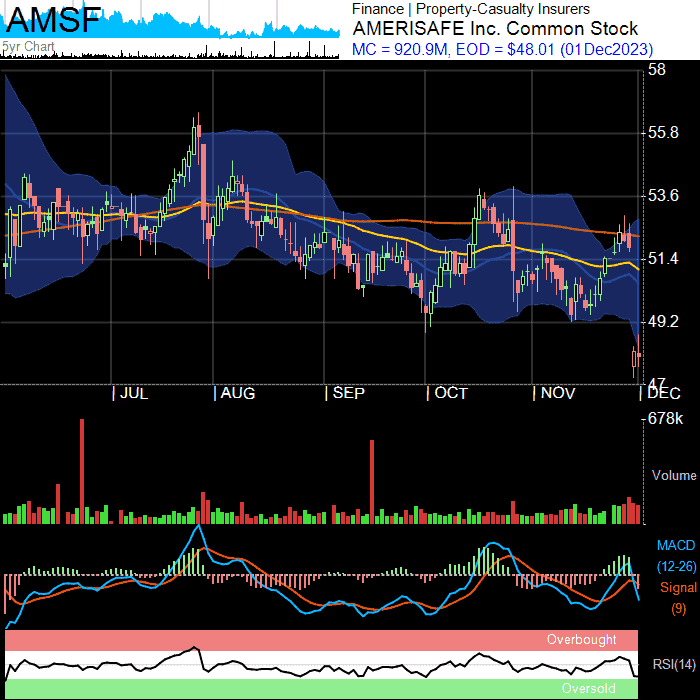 AMSF
5yr Chart
Finance | Property-Casualty Insurers
AMERISAFE Inc. Common Stock
MC = 920.9M, EOD = $48.01 (01Dec2023)
58
55.8
53.6
51.4
49.2
47
JUL AUG SEP OCT NOV DEC
678k
Volume
MACD
(12-26)
Signal
(9)
Overbought
RSI(14)
Oversold